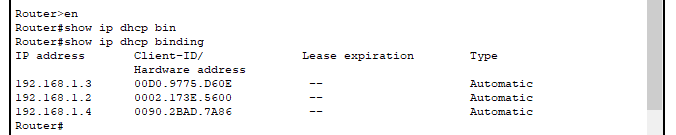 Router>en
Router#show ip dhcp bin
Router#show ip dhcp binding
IP address       Client-ID/              Lease expiration        Type
                 Hardware address
192.168.1.3      00D0.9775.D60E           --                     Automatic
192.168.1.2      0002.173E.5600           --                     Automatic
192.168.1.4      0090.2BAD.7A86           --                     Automatic
Router#